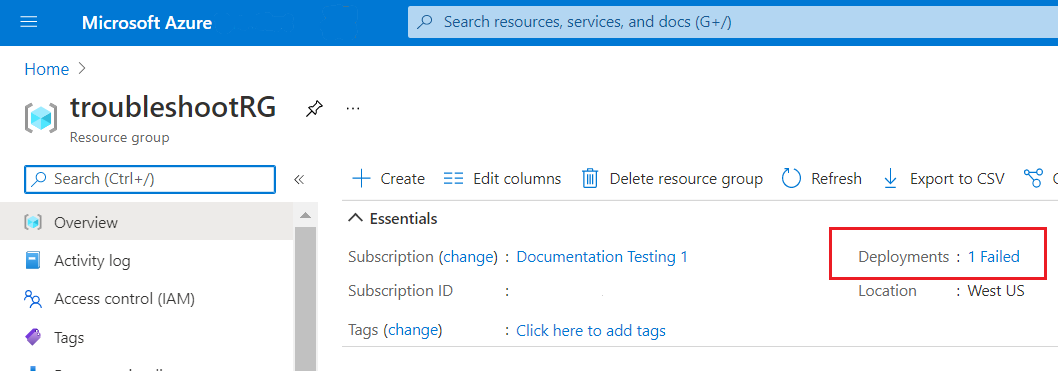 Microsoft Azure
Search resources, services, and docs (G+/)
Home
troubleshootRG
Resource group
Search (Ctrl+/)
Create
Edit columns
Delete resource group
Refresh
Export to CSV
Overview
Activity log
Access control (IAM)
Tags
Essentials
Subscription (change) : Documentation Testing 1
Deployments : 1 Failed
Subscription ID :
Location : West US
Tags (change) : Click here to add tags